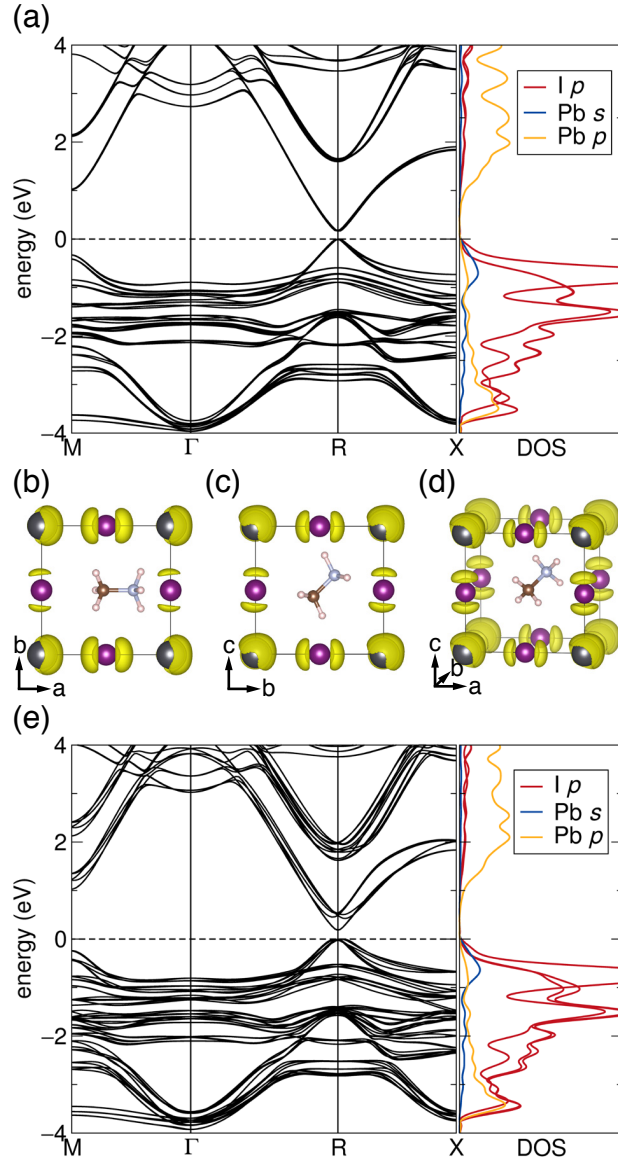 (a)
4
2
0
−2
−4
energy (eV)
M Γ R X DOS
I p
Pb s
Pb p
(b) (c) (d)
b a
c b
c b a
(e)
4
2
0
−2
−4
energy (eV)
M Γ R X DOS
I p
Pb s
Pb p